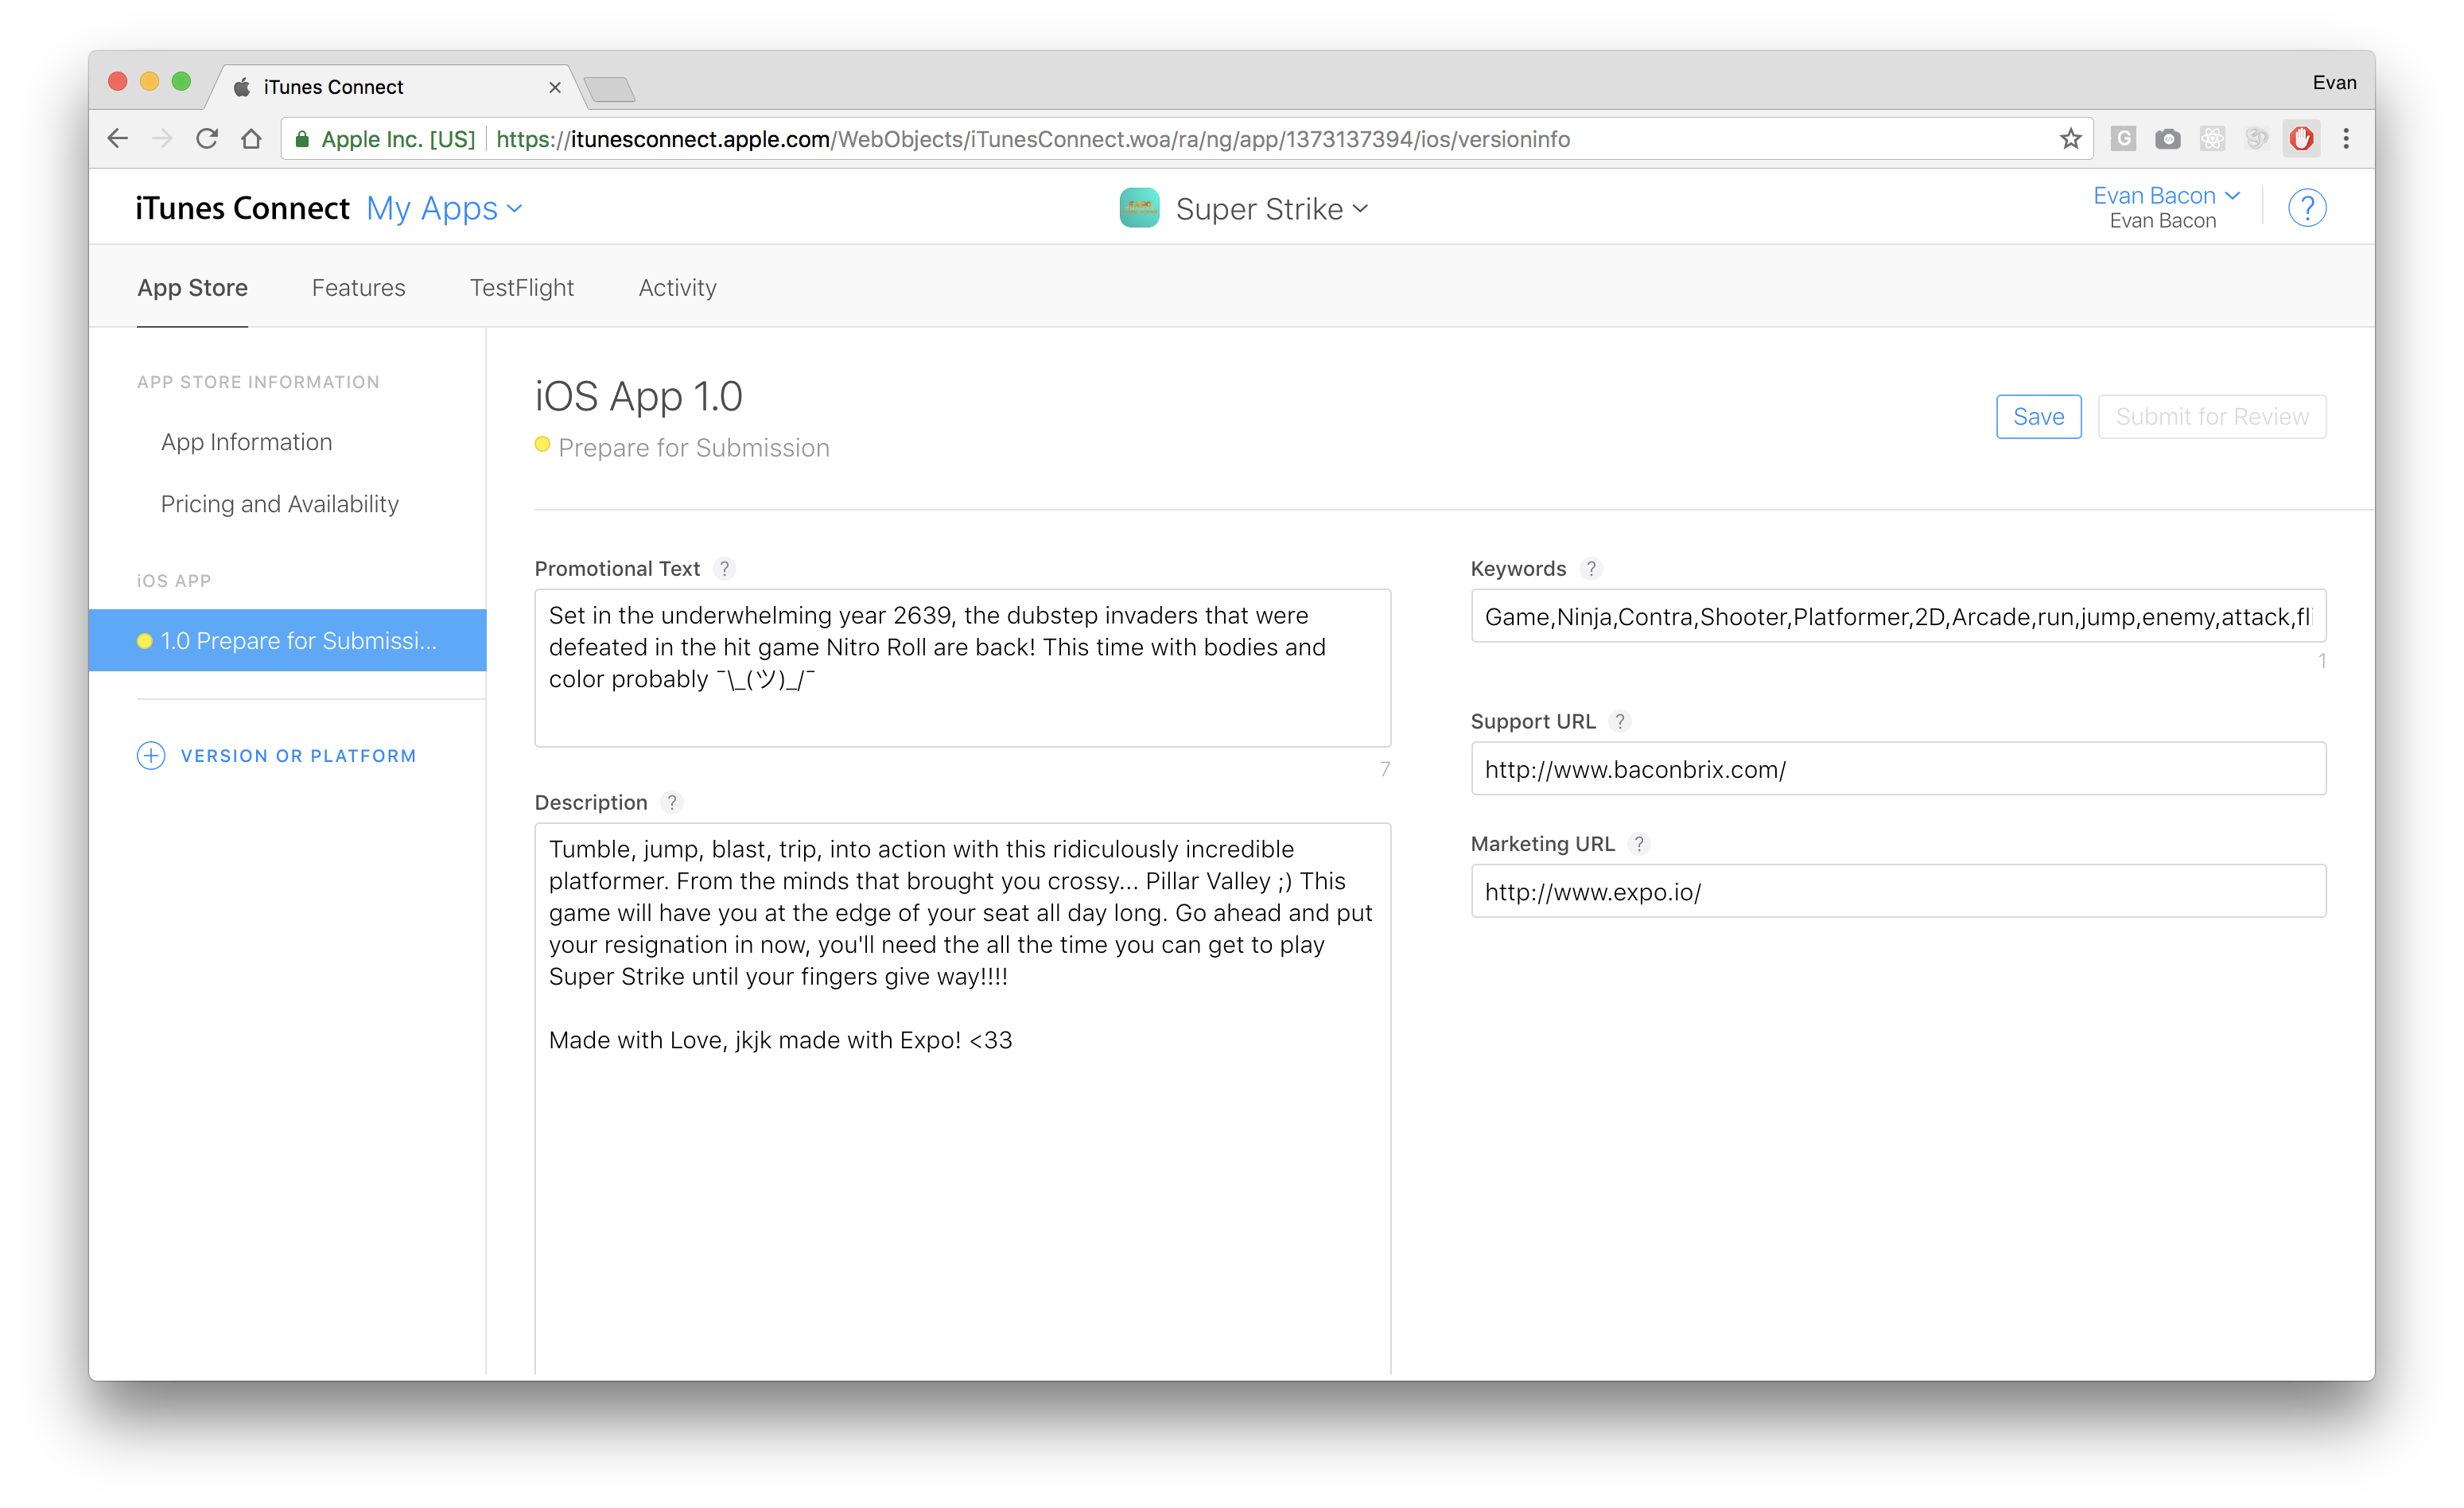 iTunes Connect
Evan
Apple Inc. [US] https://itunesconnect.apple.com/WebObjects/iTunesConnect.woa/ra/ng/app/1373137394/ios/versioninfo
iTunes Connect My Apps
Super Strike
Evan Bacon
Evan Bacon
?
App Store Features TestFlight Activity
APP STORE INFORMATION
App Information
Pricing and Availability
iOS APP
1.0 Prepare for Submissi...
VERSION OR PLATFORM
iOS App 1.0
Prepare for Submission
Save Submit for Review
Promotional Text ?
Set in the underwhelming year 2639, the dubstep invaders that were
defeated in the hit game Nitro Roll are back! This time with bodies and
color probably ¯\_(ツ)_/¯
7
Description ?
Tumble, jump, blast, trip, into action with this ridiculously incredible
platformer. From the minds that brought you crossy... Pillar Valley ;) This
game will have you at the edge of your seat all day long. Go ahead and put
your resignation in now, you'll need the all the time you can get to play
Super Strike until your fingers give way!!!!
Made with Love, jkjk made with Expo! <33
Keywords ?
Game,Ninja,Contra,Shooter,Platformer,2D,Arcade,run,jump,enemy,attack,fli
1
Support URL ?
http://www.baconbrix.com/
Marketing URL ?
http://www.expo.io/